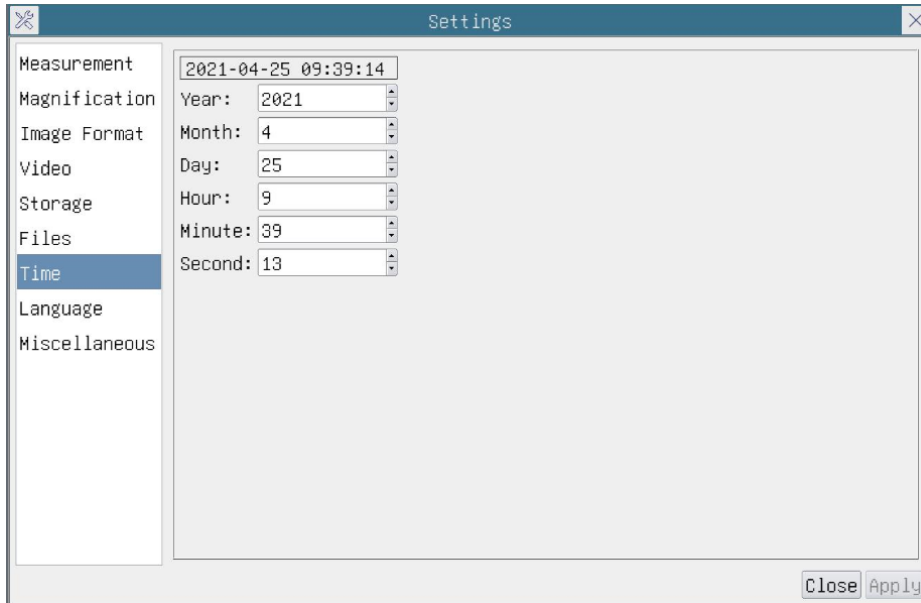 Settings
Measurement
Magnification
Image Format
Video
Storage
Files
Time
Language
Miscellaneous
2021-04-25 09:39:14
Year: 2021
Month: 4
Day: 25
Hour: 9
Minute: 39
Second: 13
Close Apply